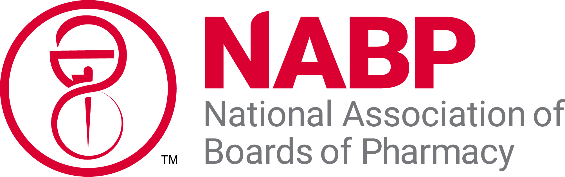 NABP
National Association of
Boards of Pharmacy
TM